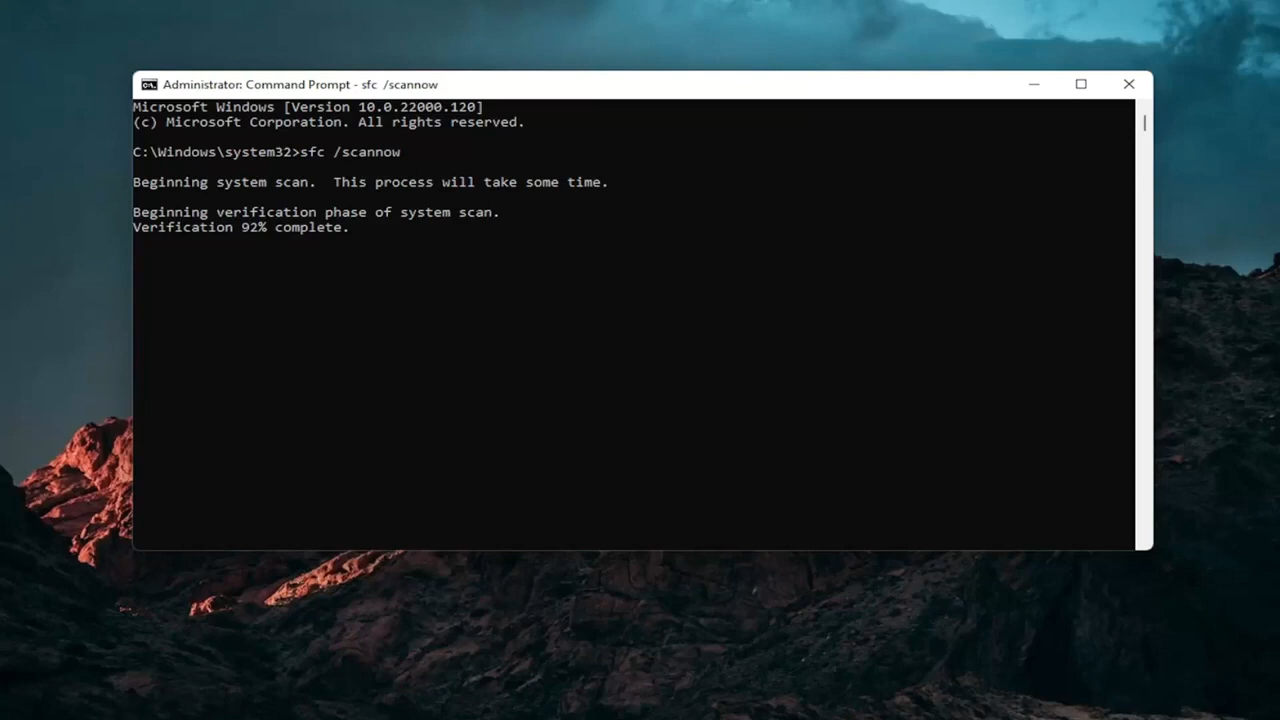 Administrator: Command Prompt - sfc  /scannow
Microsoft Windows [Version 10.0.22000.120]
(c) Microsoft Corporation. All rights reserved.
C:\Windows\system32>sfc /scannow
Beginning system scan.  This process will take some time.
Beginning verification phase of system scan.
Verification 92% complete.